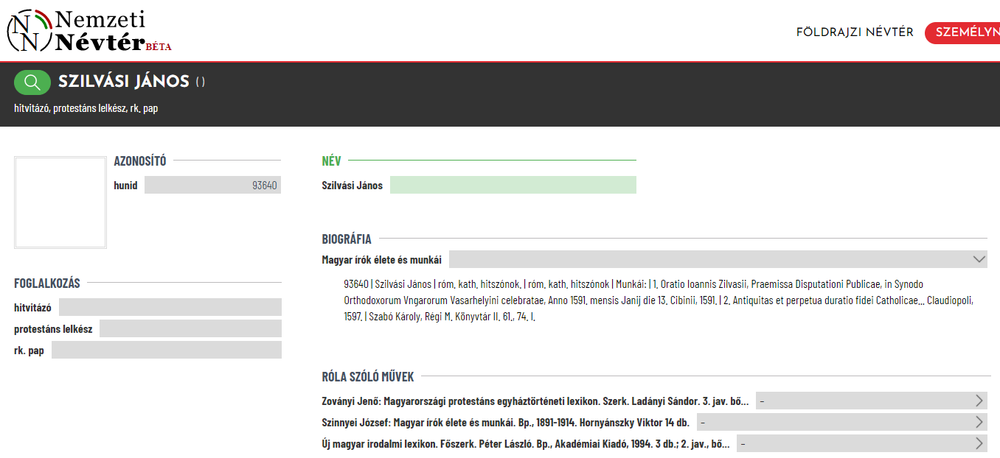 Nemzeti
NévtérBÉTA
FÖLDRAJZI NÉVTÉR
SZEMÉLYN
SZILVÁSI JÁNOS ( )
hitvitázó, protestáns lelkész, rk. pap
AZONOSÍTÓ
hunid 93640
FOGLALKOZÁS
hitvitázó
protestáns lelkész
rk. pap
NÉV
Szilvási János
BIOGRÁFIA
Magyar írók élete és munkái
93640 | Szilvási János | róm. kath. hitszónok. | róm. kath. hitszónok | Munkái: | 1. Oratio Ioannis Zilvasii, Praemissa Disputationi Publicae, in Synodo
Orthodoxorum Vngarorum Vasarhelyini celebratae, Anno 1591. mensis Janij die 13. Cibinii, 1591. | 2. Antiquitas et perpetua duratio fidei Catholicae... Claudiopoli,
1597. | Szabó Károly, Régi M. Könyvtár II. 61., 74. l.
RÓLA SZÓLÓ MŰVEK
Zoványi Jenő: Magyarországi protestáns egyháztörténeti lexikon. Szerk. Ladányi Sándor. 3. jav. bő... –
Szinnyei József: Magyar írók élete és munkái. Bp., 1891-1914. Hornyánszky Viktor 14 db. –
Új magyar irodalmi lexikon. Főszerk. Péter László. Bp., Akadémiai Kiadó, 1994. 3 db.; 2. jav., bő... –